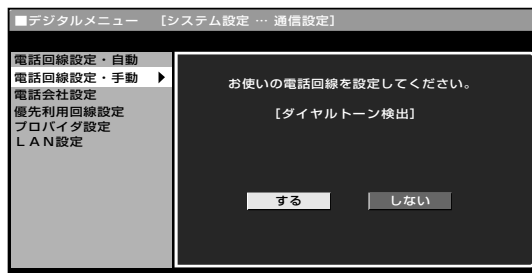 ■デジタルメニュー [システム設定 … 通信設定]
電話回線設定・自動
電話回線設定・手動 ▶
電話会社設定
優先利用回線設定
プロバイダ設定
ＬＡＮ設定
お使いの電話回線を設定してください。
[ダイヤルトーン検出]
する しない